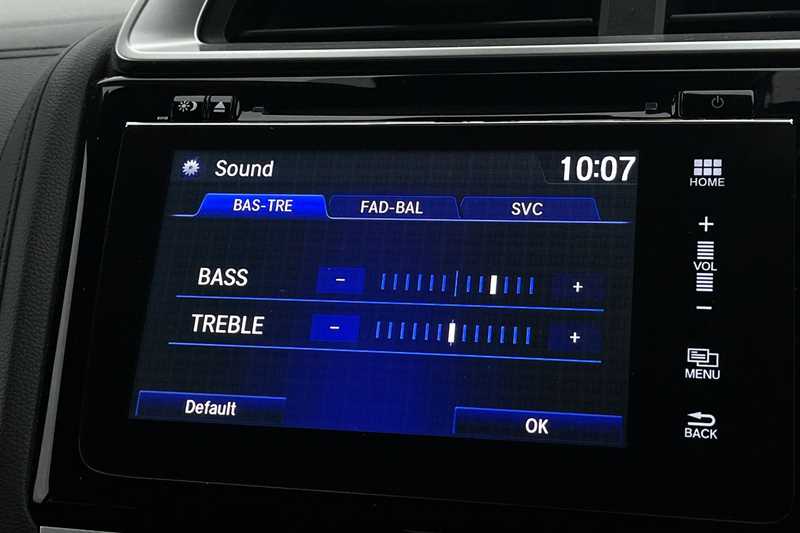 Sound 10:07
BAS-TRE FAD-BAL SVC
BASS - +
TREBLE - +
Default OK
HOME
+
VOL
-
MENU
BACK